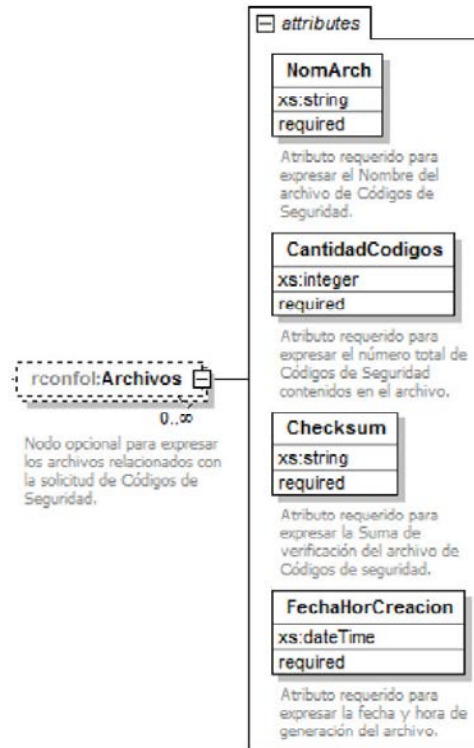 attributes
NomArch
xs:string
required
Atributo requerido para
expresar el Nombre del
archivo de Códigos de
Seguridad.
CantidadCodigos
xs:integer
required
Atributo requerido para
expresar el número total de
Códigos de Seguridad
contenidos en el archivo.
rconfol:Archivos
0..∞
Nodo opcional para expresar
los archivos relacionados con
la solicitud de Códigos de
Seguridad.
Checksum
xs:string
required
Atributo requerido para
expresar la Suma de
verificación del archivo de
Códigos de seguridad.
FechaHorCreacion
xs:dateTime
required
Atributo requerido para
expresar la fecha y hora de
generación del archivo.